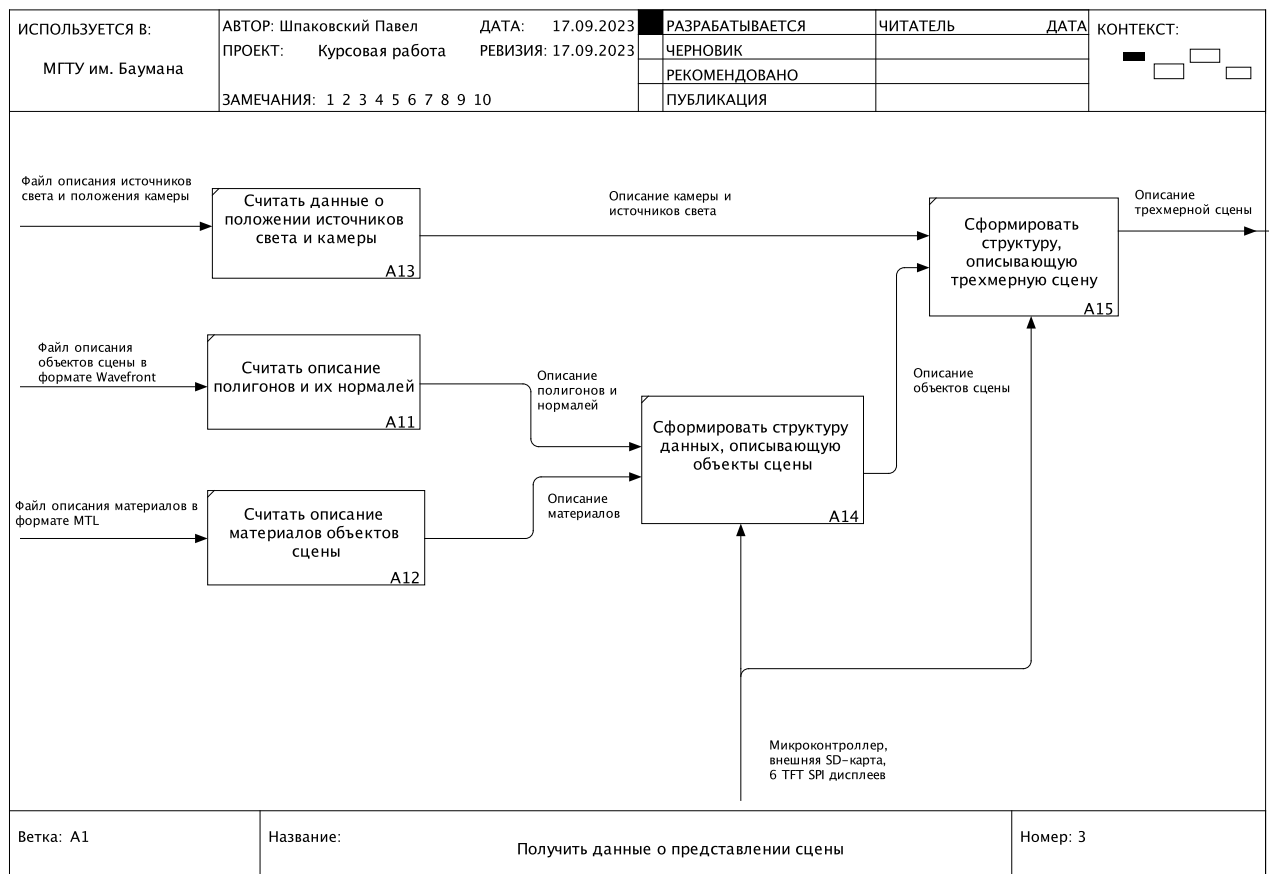 ИСПОЛЬЗУЕТСЯ В:
МГТУ им. Баумана
АВТОР: Шпаковский Павел
ДАТА: 17.09.2023
ПРОЕКТ: Курсовая работа
РЕВИЗИЯ: 17.09.2023
ЗАМЕЧАНИЯ: 1 2 3 4 5 6 7 8 9 10
РАЗРАБАТЫВАЕТСЯ
ЧЕРНОВИК
РЕКОМЕНДОВАНО
ПУБЛИКАЦИЯ
ЧИТАТЕЛЬ
ДАТА
КОНТЕКСТ:
Файл описания источников
света и положения камеры
Считать данные о
положении источников
света и камеры
A13
Описание камеры и
источников света
Сформировать
структуру,
описывающую
трехмерную сцену
A15
Описание
трехмерной сцены
Файл описания
объектов сцены в
формате Wavefront
Считать описание
полигонов и их нормалей
A11
Описание
полигонов и
нормалей
Сформировать структуру
данных, описывающую
объекты сцены
A14
Описание
объектов сцены
Файл описания материалов в
формате MTL
Считать описание
материалов объектов
сцены
A12
Описание
материалов
Микроконтроллер,
внешняя SD-карта,
6 TFT SPI дисплеев
Ветка: A1
Название:
Получить данные о представлении сцены
Номер: 3